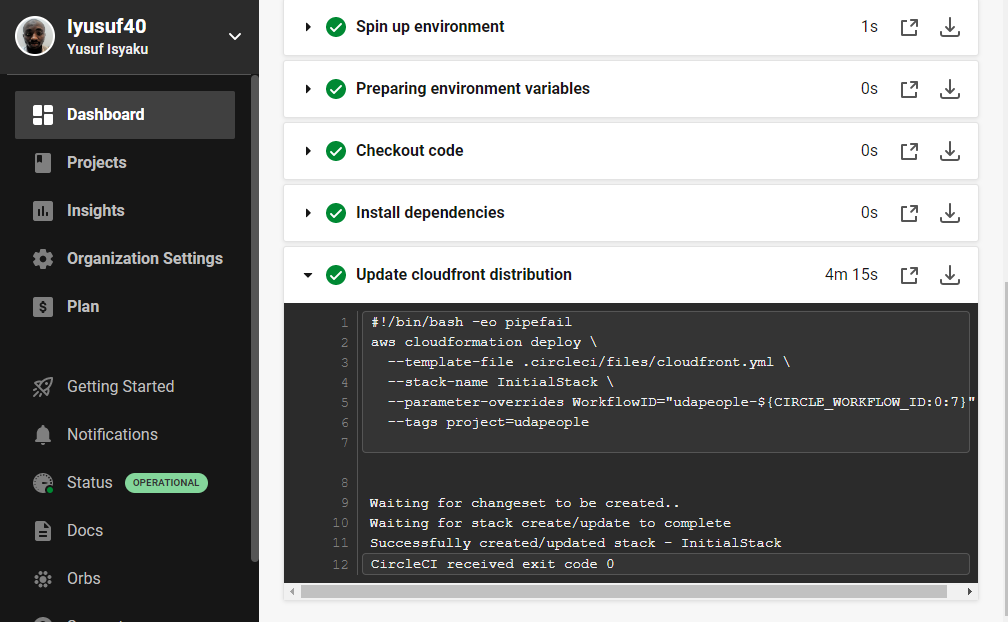 Iyusuf40
Yusuf Isyaku
Dashboard
Projects
Insights
Organization Settings
Plan
Getting Started
Notifications
Status OPERATIONAL
Docs
Orbs
Spin up environment 1s
Preparing environment variables 0s
Checkout code 0s
Install dependencies 0s
Update cloudfront distribution 4m 15s
1 #!/bin/bash -eo pipefail
2 aws cloudformation deploy \
3 --template-file .circleci/files/cloudfront.yml \
4 --stack-name InitialStack \
5 --parameter-overrides WorkflowID="udapeople-${CIRCLE_WORKFLOW_ID:0:7}"
6 --tags project=udapeople
7
8
9 Waiting for changeset to be created..
10 Waiting for stack create/update to complete
11 Successfully created/updated stack - InitialStack
12 CircleCI received exit code 0